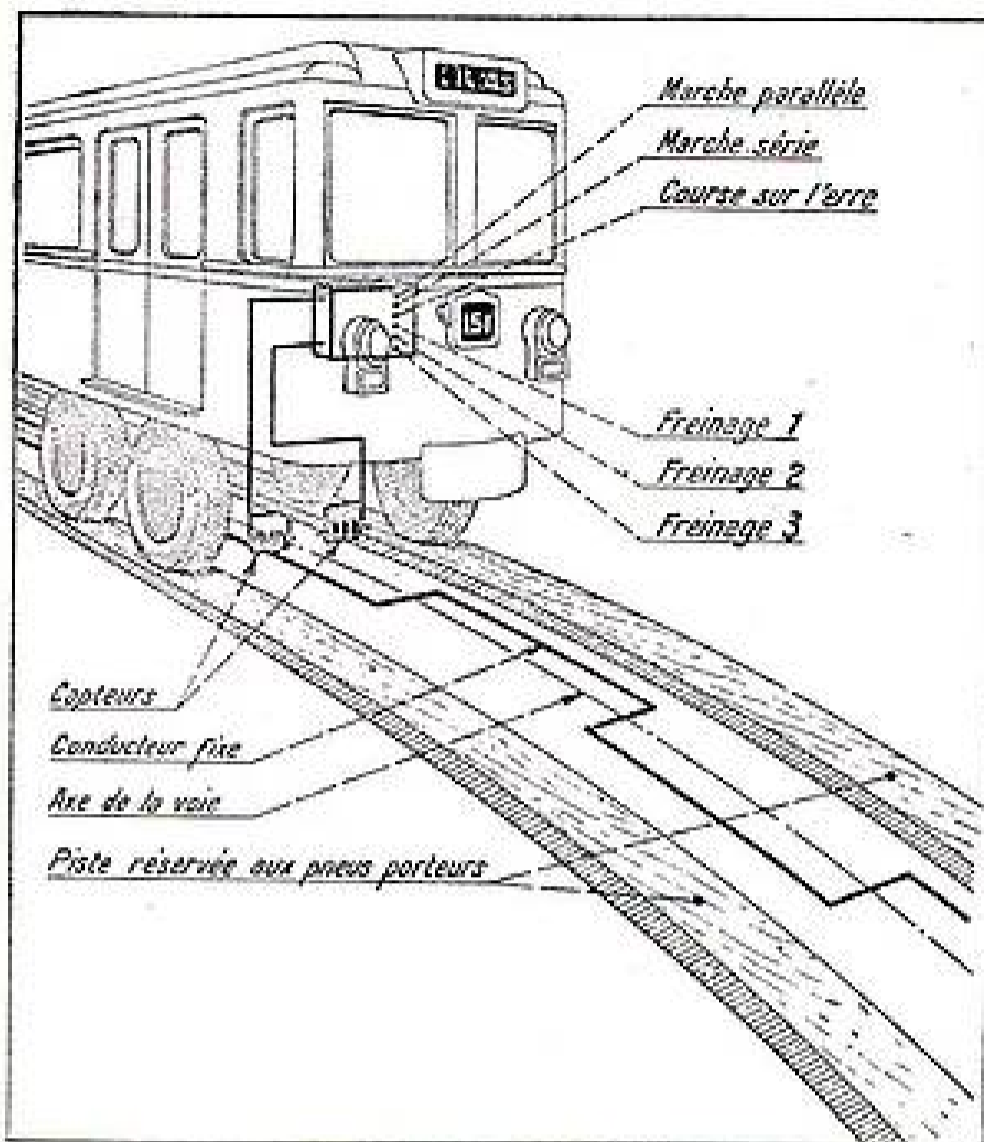 Marche parallèle
Marche série
Course sur l'erre
Freinage 1
Freinage 2
Freinage 3
Capteurs
Conducteur fixe
Axe de la voie
Piste réservée aux pneus porteurs